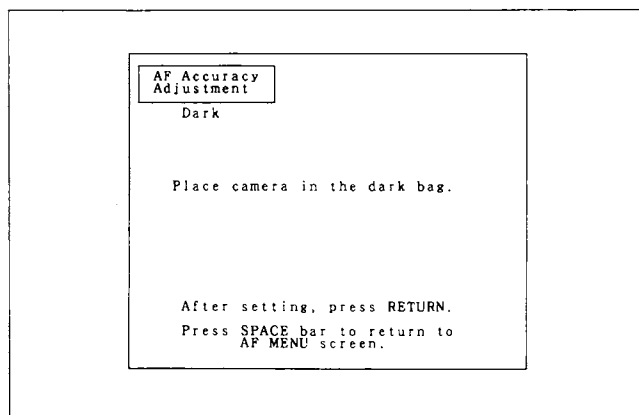 AF Accuracy
Adjustment
Dark
Place camera in the dark bag.
After setting, press RETURN.
Press SPACE bar to return to
AF MENU screen.